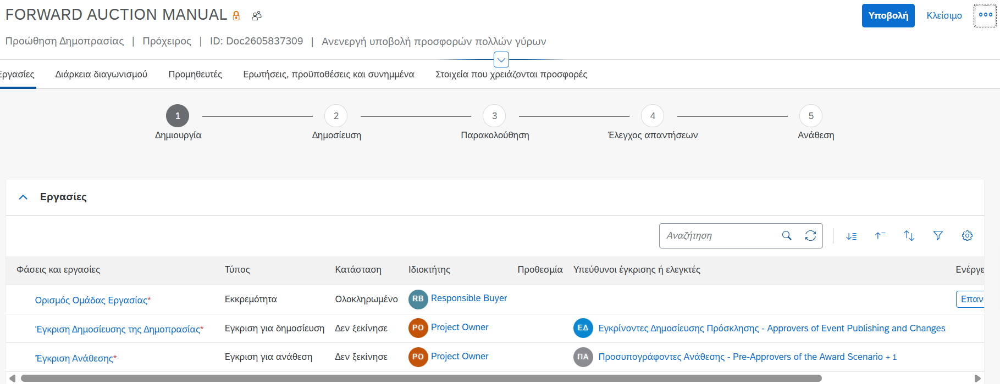 FORWARD AUCTION MANUAL
Υποβολή Κλείσιμο
Προώθηση Δημοπρασίας | Πρόχειρος | ID: Doc2605837309 | Ανενεργή υποβολή προσφορών πολλών γύρων
Εργασίες Διάρκεια διαγωνισμού Προμηθευτές Ερωτήσεις, προϋποθέσεις και συνημμένα Στοιχεία που χρειάζονται προσφορές
1 2 3 4 5
Δημιουργία Δημοσίευση Παρακολούθηση Έλεγχος απαντήσεων Ανάθεση
Εργασίες
Αναζήτηση
Φάσεις και εργασίες Τύπος Κατάσταση Ιδιοκτήτης Προθεσμία Υπεύθυνοι έγκρισης ή ελεγκτές Ενέργε
Ορισμός Ομάδας Εργασίας* Εκκρεμότητα Ολοκληρωμένο RB Responsible Buyer Επαν
Έγκριση Δημοσίευσης της Δημοπρασίας* Εγκριση για δημοσίευση Δεν ξεκίνησε PO Project Owner ΕΔ Εγκρίνοντες Δημοσίευσης Πρόσκλησης - Approvers of Event Publishing and Changes
Έγκριση Ανάθεσης* Εγκριση για ανάθεση Δεν ξεκίνησε PO Project Owner ΠΑ Προσυπογράφοντες Ανάθεσης - Pre-Approvers of the Award Scenario + 1